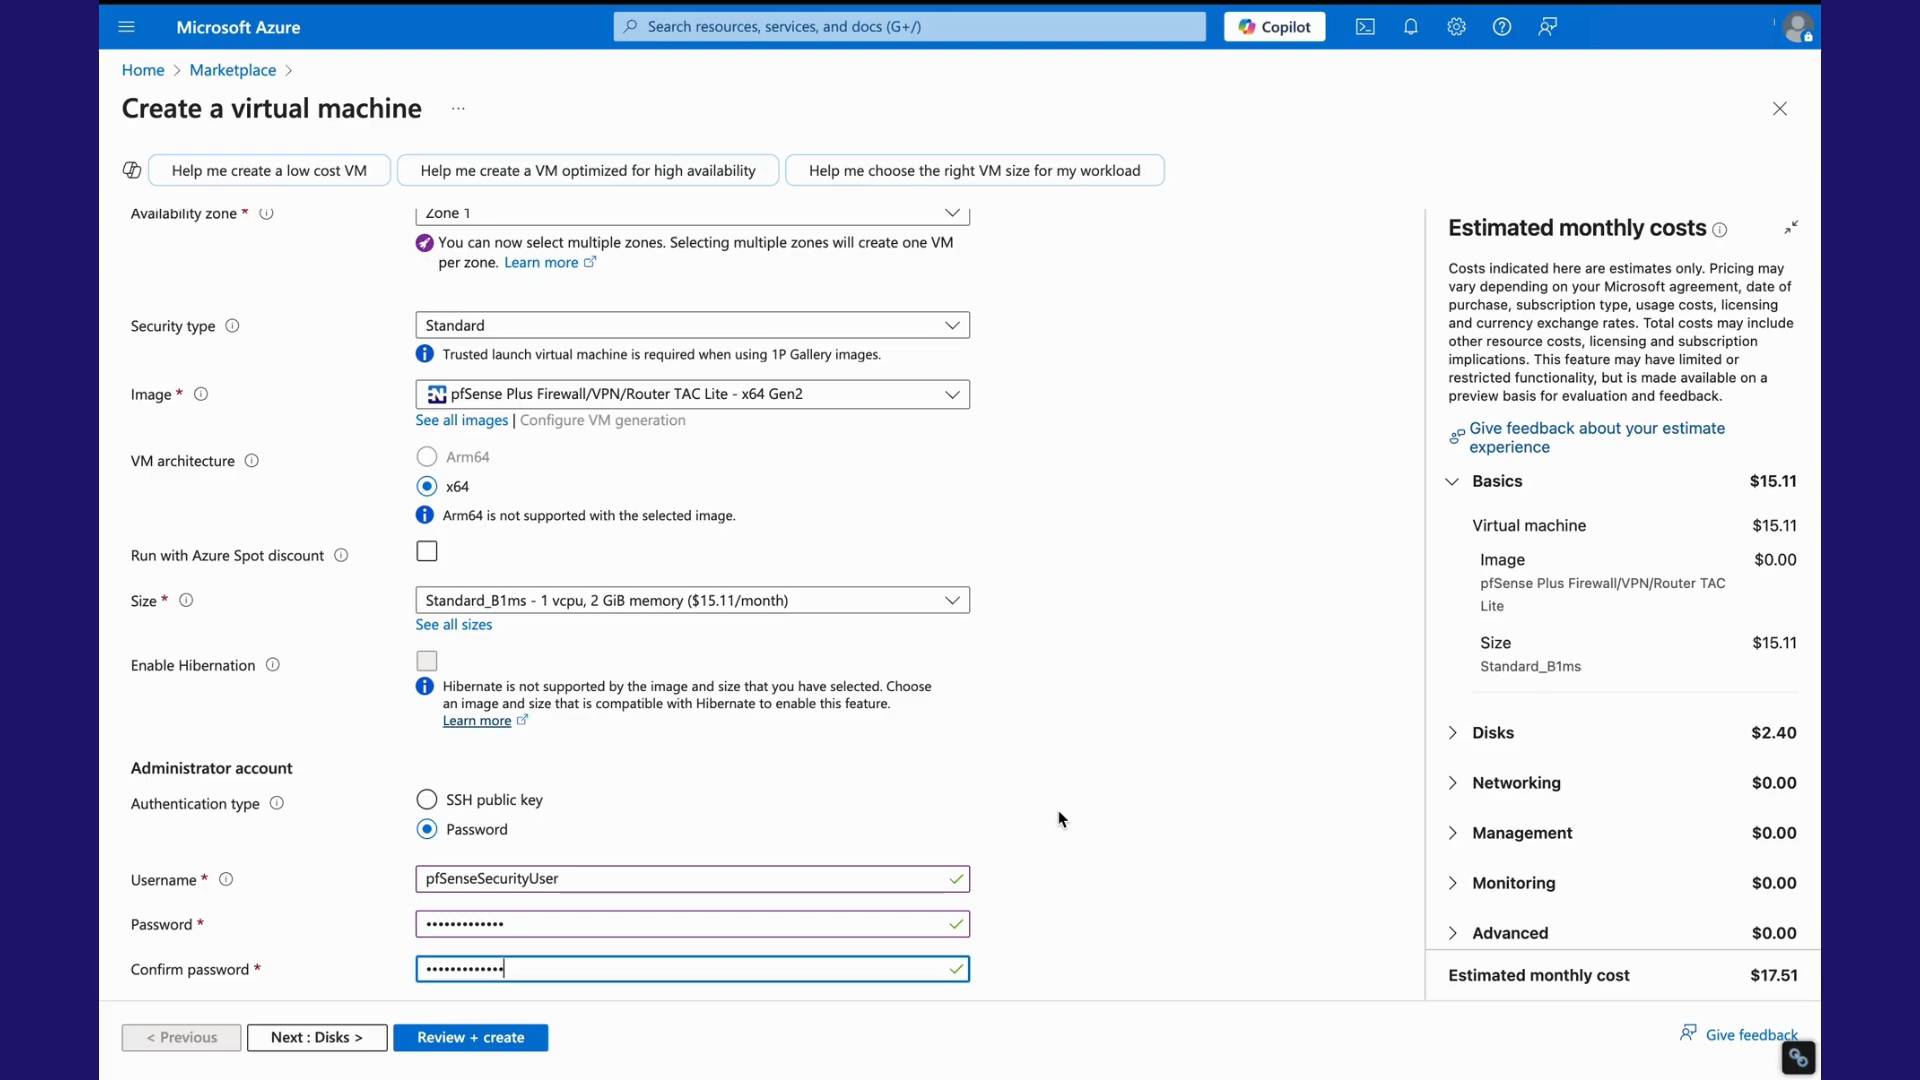 Microsoft Azure
Search resources, services, and docs (G+/)
Copilot
Home > Marketplace >
Create a virtual machine ...
Help me create a low cost VM
Help me create a VM optimized for high availability
Help me choose the right VM size for my workload
Availability zone *
Zone 1
You can now select multiple zones. Selecting multiple zones will create one VM
per zone. Learn more
Security type
Standard
Trusted launch virtual machine is required when using 1P Gallery images.
Image *
pfSense Plus Firewall/VPN/Router TAC Lite - x64 Gen2
See all images | Configure VM generation
VM architecture
Arm64
x64
Arm64 is not supported with the selected image.
Run with Azure Spot discount
Size *
Standard_B1ms - 1 vcpu, 2 GiB memory ($15.11/month)
See all sizes
Enable Hibernation
Hibernate is not supported by the image and size that you have selected. Choose
an image and size that is compatible with Hibernate to enable this feature.
Learn more
Administrator account
Authentication type
SSH public key
Password
Username *
pfSenseSecurityUser
Password *
•••••••••••••
Confirm password *
•••••••••••••
< Previous
Next : Disks >
Review + create
Estimated monthly costs
Costs indicated here are estimates only. Pricing may
vary depending on your Microsoft agreement, date of
purchase, subscription type, usage costs, licensing
and currency exchange rates. Total costs may include
other resource costs, licensing and subscription
implications. This feature may have limited or
restricted functionality, but is made available on a
preview basis for evaluation and feedback.
Give feedback about your estimate
experience
Basics $15.11
Virtual machine $15.11
Image $0.00
pfSense Plus Firewall/VPN/Router TAC
Lite
Size $15.11
Standard_B1ms
Disks $2.40
Networking $0.00
Management $0.00
Monitoring $0.00
Advanced $0.00
Estimated monthly cost $17.51
Give feedback